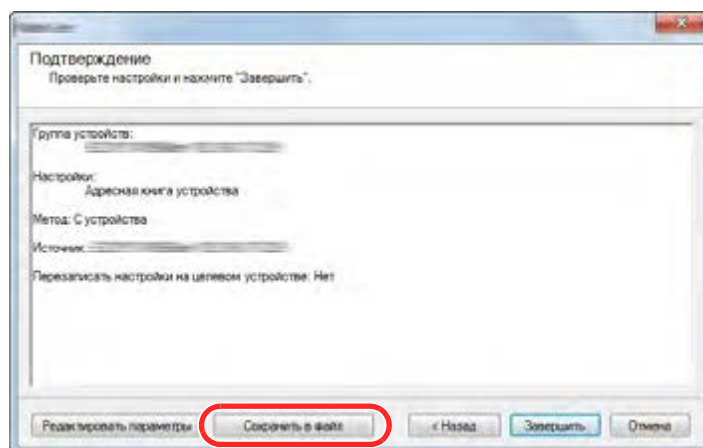 Подтверждение
Проверьте настройки и нажмите "Завершить".
Группа устройств:
Настройки:
Адресная книга устройства
Метод: С устройства
Источник:
Перезаписать настройки на целевом устройстве: Нет
Редактировать параметры
Сохранить в файл
< Назад
Завершить
Отмена